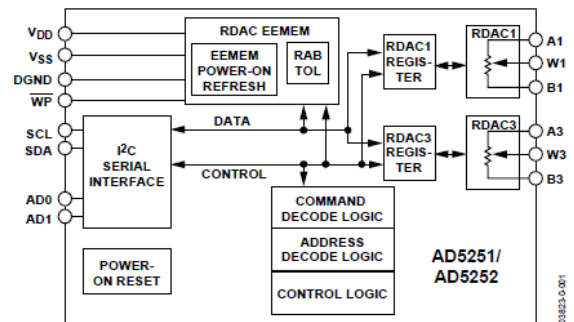 VDD
VSS
DGND
WP
SCL
SDA
AD0
AD1
RDAC EEMEM
EEMEM
POWER-ON
REFRESH
RAB
TOL
DATA
CONTROL
I2C
SERIAL
INTERFACE
POWER-
ON RESET
COMMAND
DECODE LOGIC
ADDRESS
DECODE LOGIC
CONTROL LOGIC
RDAC1
REGIS-
TER
RDAC3
REGIS-
TER
RDAC1
RDAC3
A1
W1
B1
A3
W3
B3
AD5251/
AD5252
03823-0-001